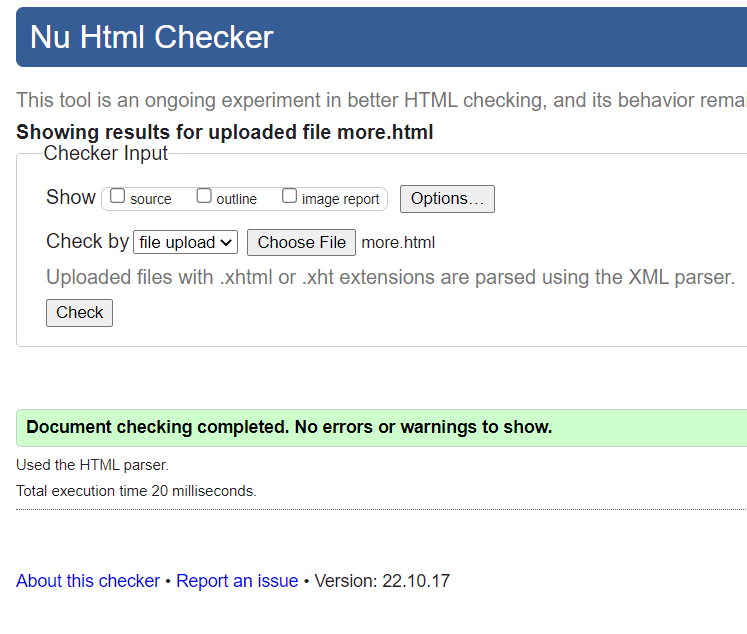 Nu Html Checker
This tool is an ongoing experiment in better HTML checking, and its behavior
Showing results for uploaded file more.html
Checker Input
Show source outline image report Options…
Check by file upload Choose File more.html
Uploaded files with .xhtml or .xht extensions are parsed using the XML parser.
Check
Document checking completed. No errors or warnings to show.
Used the HTML parser.
Total execution time 20 milliseconds.
About this checker • Report an issue • Version: 22.10.17